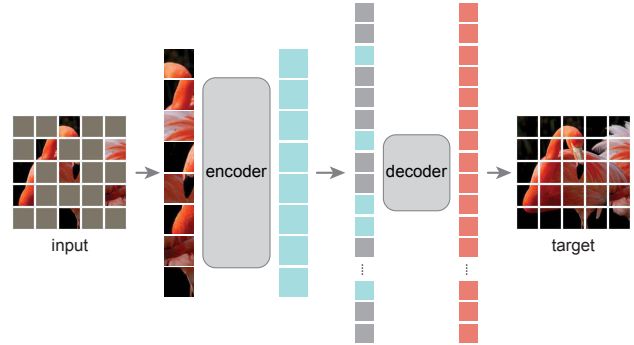 input
encoder
decoder
target